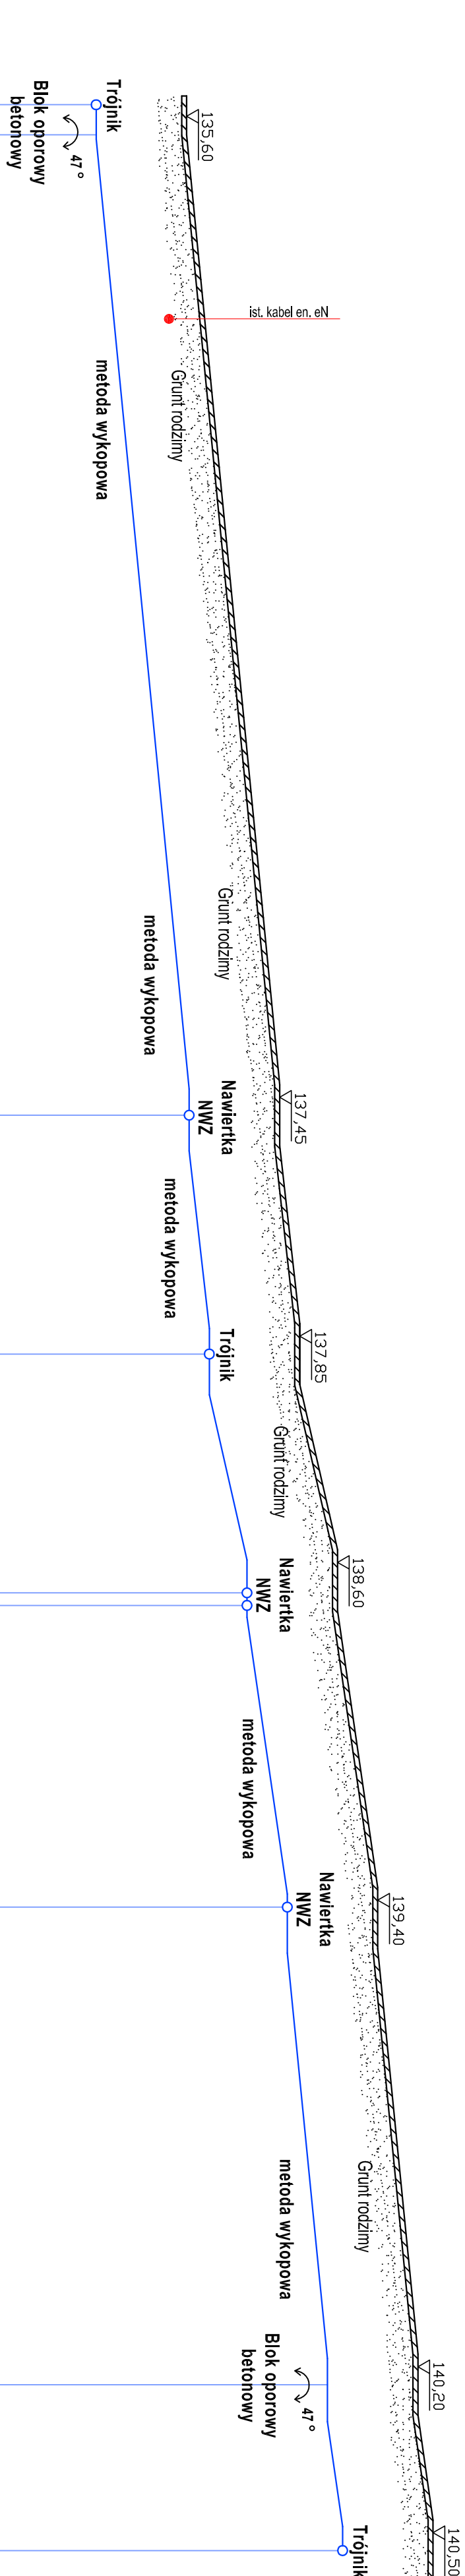 Trójnik
Blok oporowy
betonowy
47°
135,60
ist. kabel en. eN
Grunt rodzimy
metoda wykopowa
Grunt rodzimy
metoda wykopowa
137,45
Nawiertka
NWZ
metoda wykopowa
137,85
Trójnik
Grunt rodzimy
138,60
Nawiertka
NWZ
metoda wykopowa
139,40
Nawiertka
NWZ
Grunt rodzimy
metoda wykopowa
140,20
Blok oporowy
betonowy
47°
140,50
Trójnik